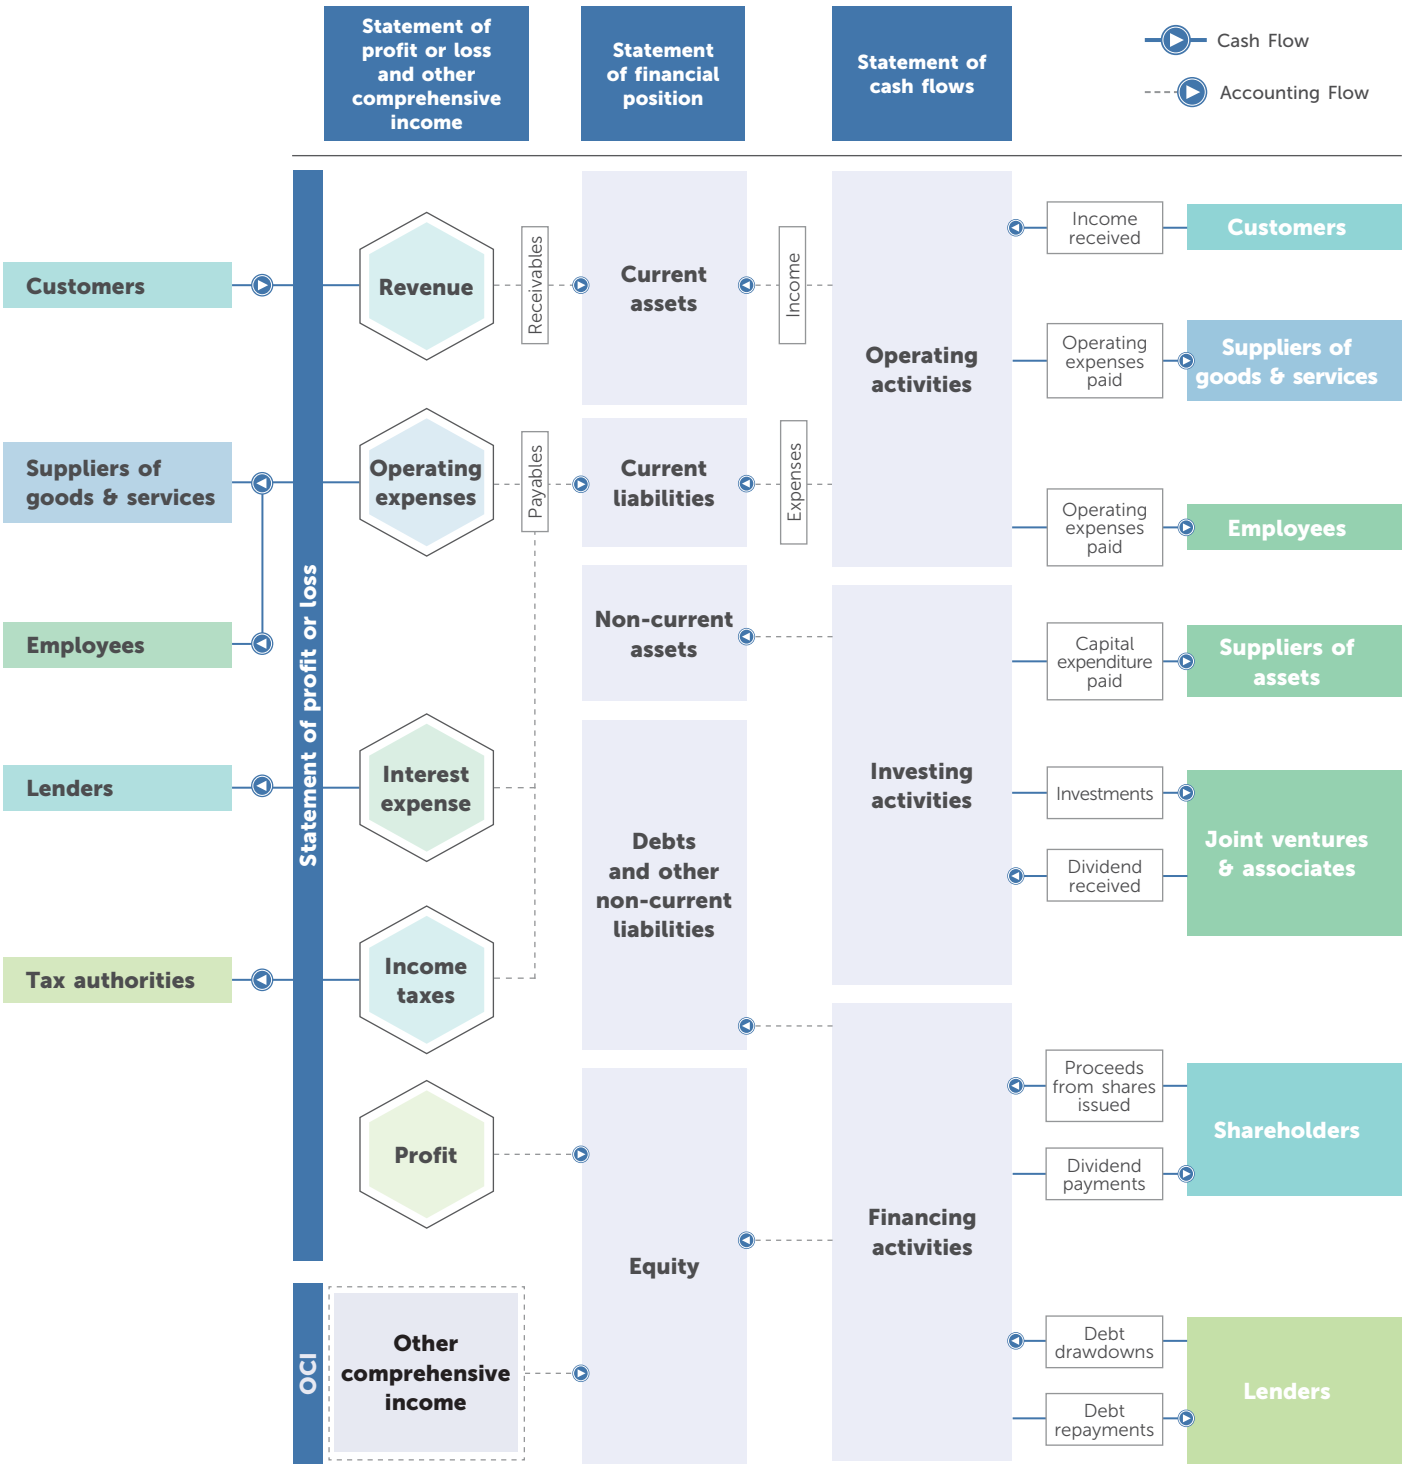 Statement of
profit or loss
and other
comprehensive
income
Statement
of financial
position
Statement of
cash flows
Cash Flow
Accounting Flow
Statement of profit or loss
OCI
Customers
Suppliers of
goods & services
Employees
Lenders
Tax authorities
Revenue
Operating
expenses
Interest
expense
Income
taxes
Profit
Other
comprehensive
income
Receivables
Payables
Current
assets
Current
liabilities
Non-current
assets
Debts
and other
non-current
liabilities
Equity
Income
Expenses
Operating
activities
Investing
activities
Financing
activities
Income
received
Customers
Operating
expenses
paid
Suppliers of
goods & services
Operating
expenses
paid
Employees
Capital
expenditure
paid
Suppliers of
assets
Investments
Dividend
received
Joint ventures
& associates
Proceeds
from shares
issued
Dividend
payments
Shareholders
Debt
drawdowns
Debt
repayments
Lenders